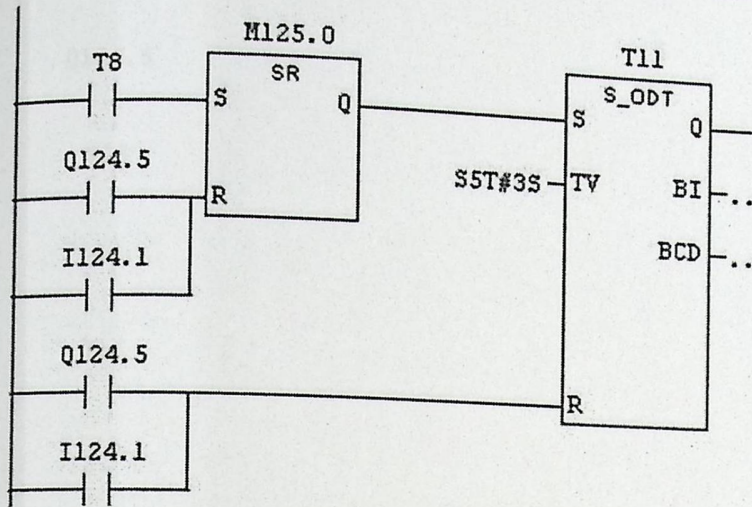 M125.0
T8
SR
S
Q
T11
S_ODT
S
Q
Q124.5
S5T#3S
TV
BI
..
R
I124.1
BCD
..
Q124.5
R
I124.1